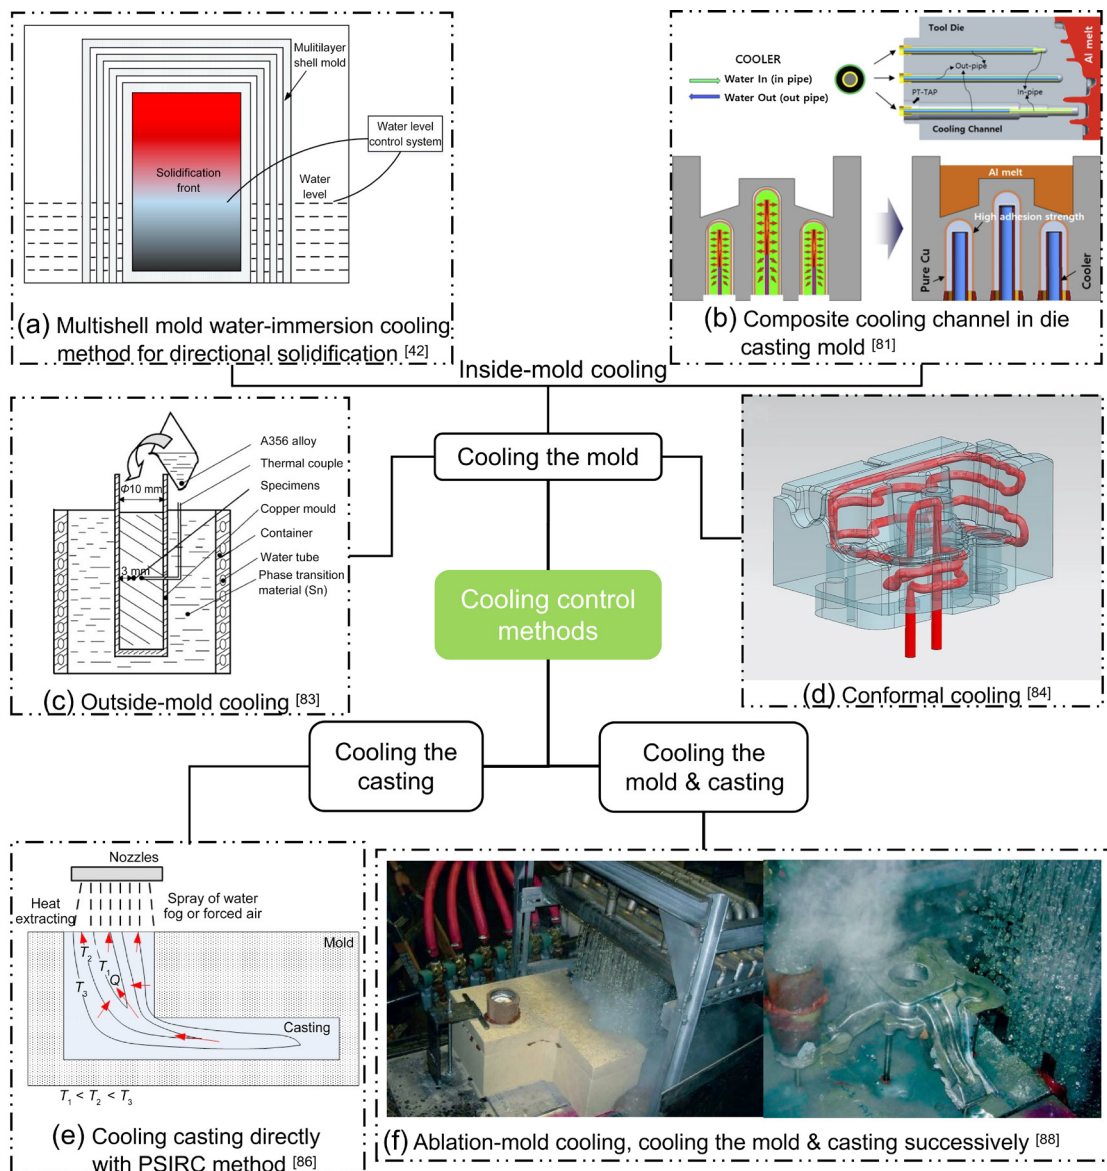 Mulitilayer
shell mold
Water level
control system
Solidification
front
Water
level
(a) Multishell mold water-immersion cooling
method for directional solidification [42]
Tool Die
Al melt
COOLER
Water In (in pipe)
Water Out (out pipe)
Out-pipe
PT-TAP
In-pipe
Cooling Channel
Al melt
High adhesion strength
Pure Cu
Cooler
(b) Composite cooling channel in die
casting mold [81]
Inside-mold cooling
Cooling the mold
A356 alloy
Thermal couple
Φ10 mm
Specimens
Copper mould
Container
Water tube
3 mm
Phase transition
material (Sn)
(c) Outside-mold cooling [83]
Cooling control
methods
(d) Conformal cooling [84]
Cooling the
casting
Cooling the
mold & casting
Nozzles
Heat
extracting
Spray of water
fog or forced air
Mold
T2
T1
Q
T3
Casting
T1 < T2 < T3
(e) Cooling casting directly
with PSIRC method [86]
(f) Ablation-mold cooling, cooling the mold & casting successively [88]